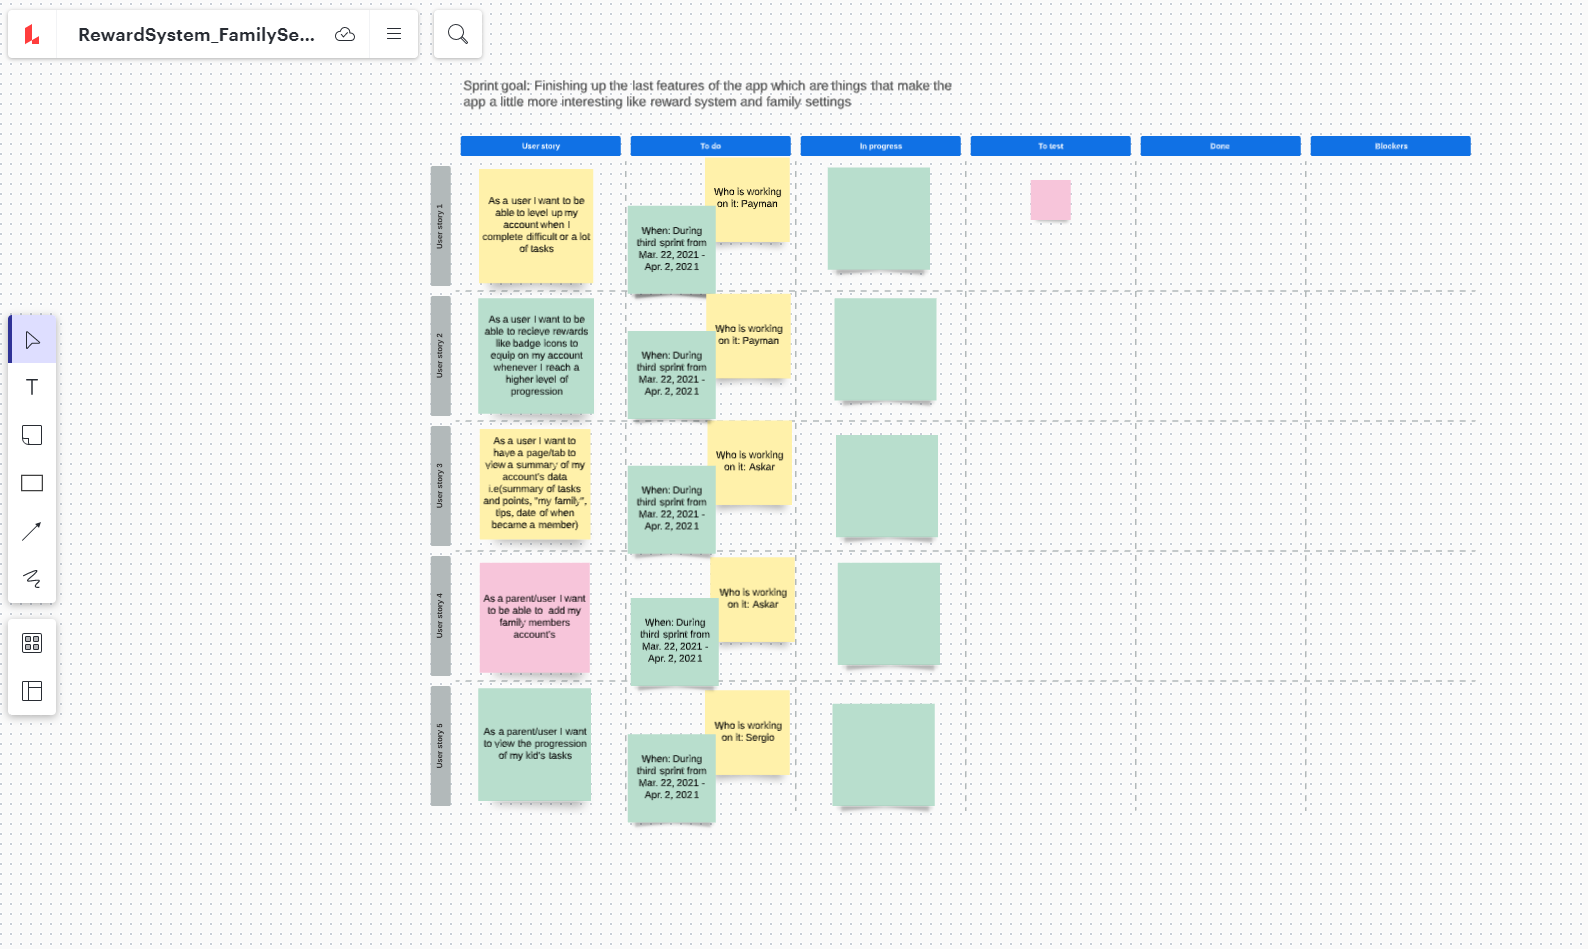 RewardSystem_FamilySe...
Sprint goal: Finishing up the last features of the app which are things that make the
app a little more interesting like reward system and family settings
User story
To do
In progress
To test
Done
Blockers
User story 1
As a user I want to be
able to level up my
account when I
complete difficult or a lot
of tasks
Who is working
on it: Payman
When: During
third sprint from
Mar. 22, 2021 -
Apr. 2, 2021
User story 2
As a user I want to be
able to recieve rewards
like badge icons to
equip on my account
whenever I reach a
higher level of
progression
Who is working
on it: Payman
When: During
third sprint from
Mar. 22, 2021 -
Apr. 2, 2021
User story 3
As a user I want to
have a page/tab to
view a summary of my
account's data
i.e(summary of tasks
and points, "my family",
tips, date of when
became a member)
Who is working
on it: Askar
When: During
third sprint from
Mar. 22, 2021 -
Apr. 2, 2021
User story 4
As a parent/user I want
to be able to  add my
family members
account's
Who is working
on it: Askar
When: During
third sprint from
Mar. 22, 2021 -
Apr. 2, 2021
User story 5
As a parent/user I want
to view the progression
of my kid's tasks
Who is working
on it: Sergio
When: During
third sprint from
Mar. 22, 2021 -
Apr. 2, 2021
T